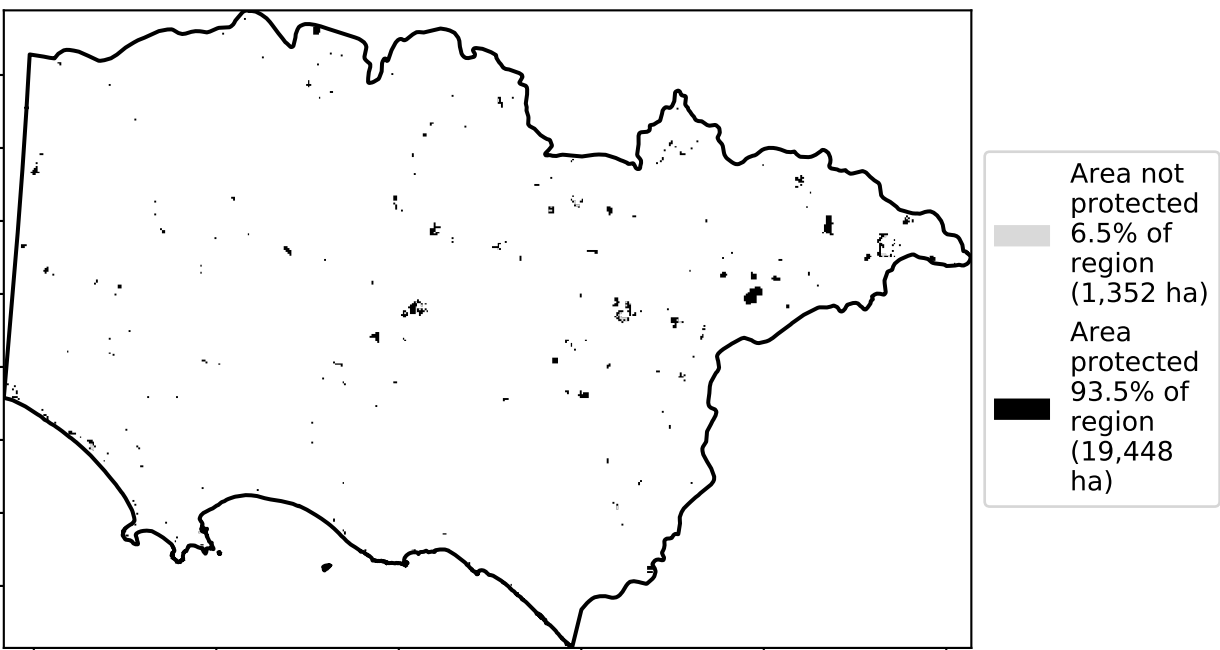 Area not
protected
6.5% of
region
(1,352 ha)
Area
protected
93.5% of
region
(19,448
ha)